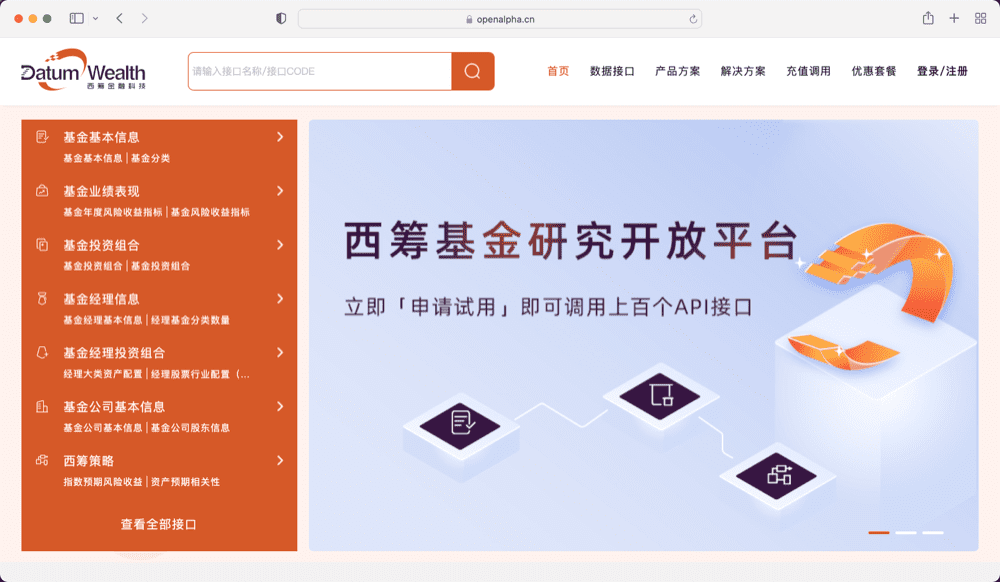 openalpha.cn
Datum Wealth
西筹金融科技
请输入接口名称/接口CODE
首页 数据接口 产品方案 解决方案 充值调用 优惠套餐 登录/注册
基金基本信息
基金基本信息 | 基金分类
基金业绩表现
基金年度风险收益指标 | 基金风险收益指标
基金投资组合
基金投资组合 | 基金投资组合
基金经理信息
基金经理基本信息 | 经理基金分类数量
基金经理投资组合
经理大类资产配置 | 经理股票行业配置（...
基金公司基本信息
基金公司基本信息 | 基金公司股东信息
西筹策略
指数预期风险收益 | 资产预期相关性
查看全部接口
西筹基金研究开放平台
立即「申请试用」即可调用上百个API接口